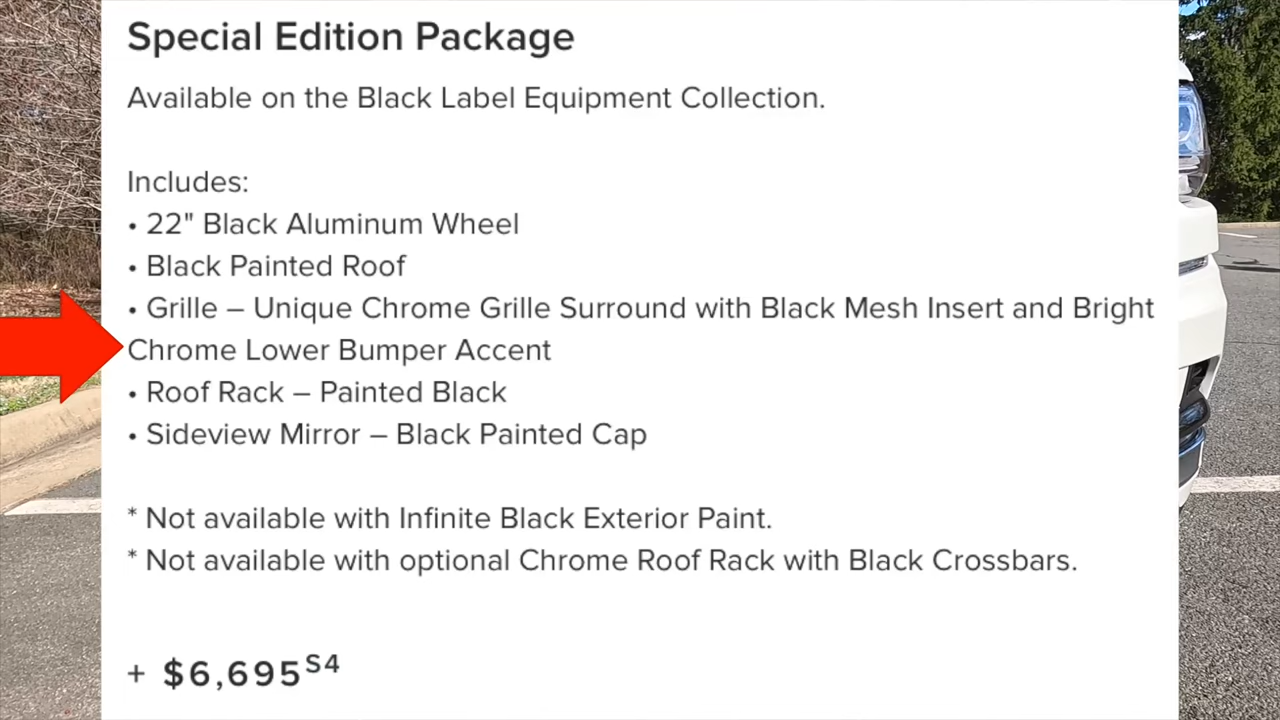 Special Edition Package
Available on the Black Label Equipment Collection.
Includes:
• 22" Black Aluminum Wheel
• Black Painted Roof
• Grille – Unique Chrome Grille Surround with Black Mesh Insert and Bright
Chrome Lower Bumper Accent
• Roof Rack – Painted Black
• Sideview Mirror – Black Painted Cap
* Not available with Infinite Black Exterior Paint.
* Not available with optional Chrome Roof Rack with Black Crossbars.
+ $6,695 S4